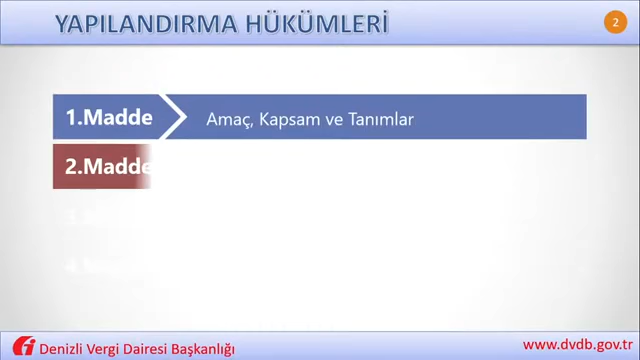 YAPILANDIRMA HÜKÜMLERİ
2
1.Madde
Amaç, Kapsam ve Tanımlar
2.Madde
Denizli Vergi Dairesi Başkanlığı
www.dvdb.gov.tr